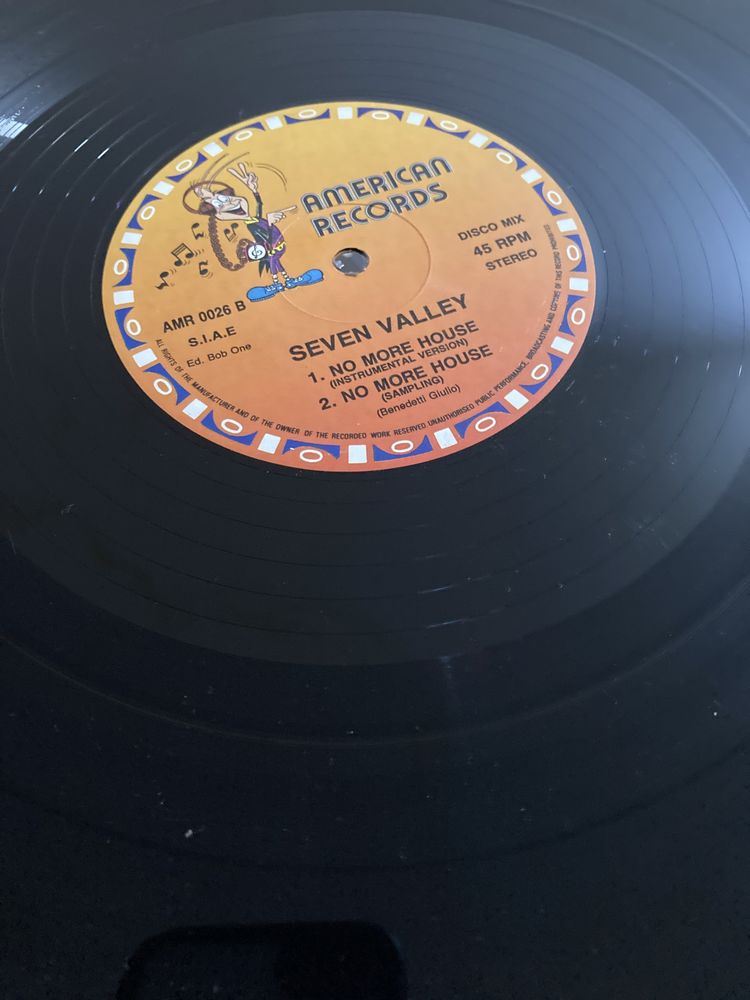 AMERICAN
RECORDS
DISCO MIX
45 RPM
STEREO
AMR 0026 B
S.I.A.E
Ed. Bob One
SEVEN VALLEY
1. NO MORE HOUSE
(INSTRUMENTAL VERSION)
2. NO MORE HOUSE
(SAMPLING)
(Benedetti Giullo)
ALL RIGHTS OF THE MANUFACTURER AND OF THE OWNER OF THE RECORDED WORK RESERVED UNAUTHORISED PUBLIC PERFORMANCE, BROADCASTING AND COPYING OF THIS RECORD PROHIBITED